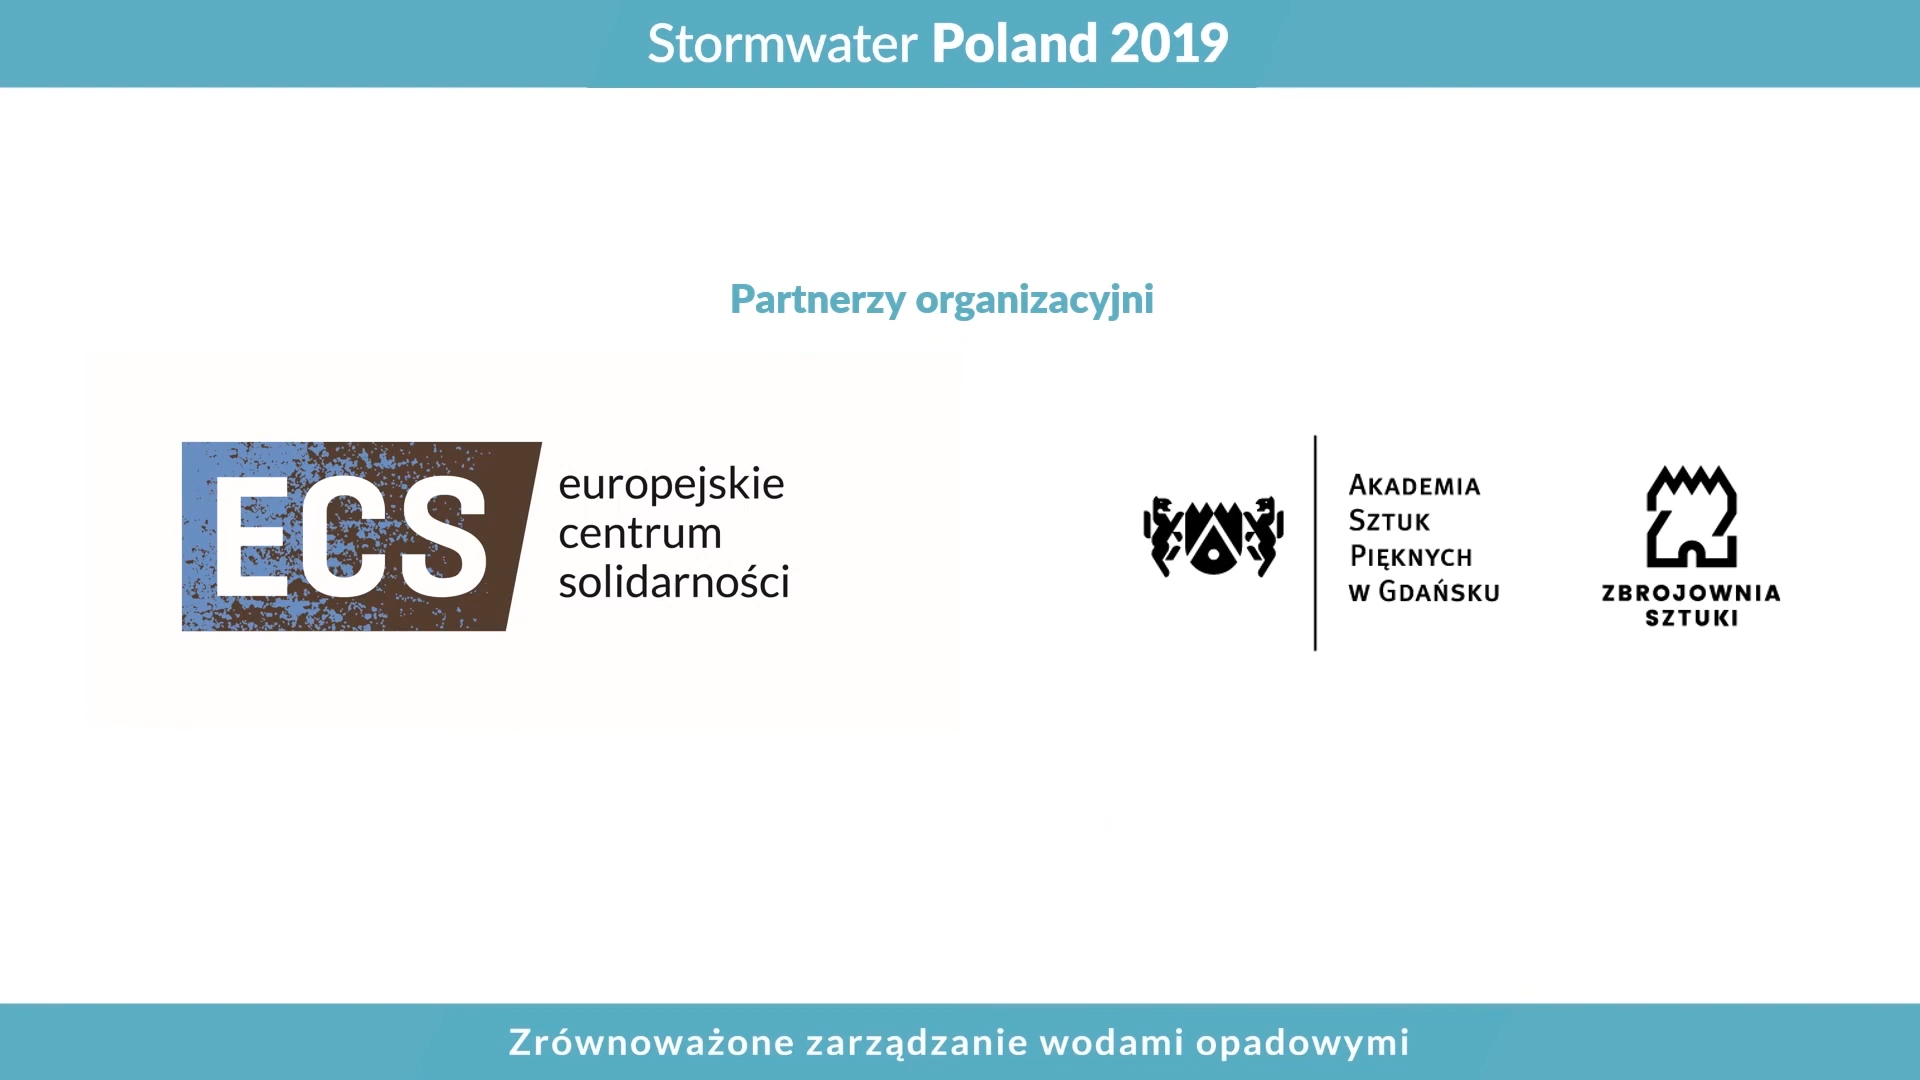 Stormwater Poland 2019
Partnerzy organizacyjni
ECS
europejskie
centrum
solidarności
Akademia
Sztuk
Pięknych
w Gdańsku
ZBROJOWNIA
SZTUKI
Zrównoważone zarządzanie wodami opadowymi